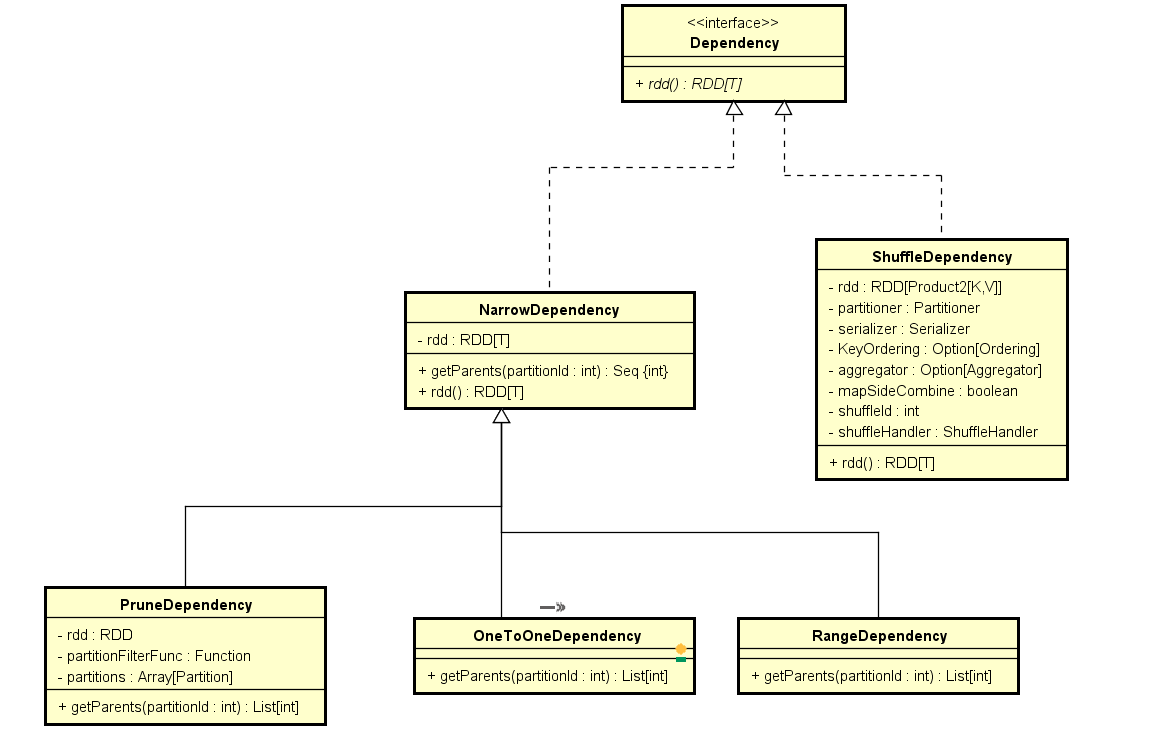 <<interface>>
Dependency
+ rdd() : RDD[T]
ShuffleDependency
- rdd : RDD[Product2[K,V]]
- partitioner : Partitioner
- serializer : Serializer
- KeyOrdering : Option[Ordering]
- aggregator : Option[Aggregator]
- mapSideCombine : boolean
- shuffleId : int
- shuffleHandler : ShuffleHandler
+ rdd() : RDD[T]
NarrowDependency
- rdd : RDD[T]
+ getParents(partitionId : int) : Seq {int}
+ rdd() : RDD[T]
PruneDependency
- rdd : RDD
- partitionFilterFunc : Function
- partitions : Array[Partition]
+ getParents(partitionId : int) : List[int]
OneToOneDependency
+ getParents(partitionId : int) : List[int]
RangeDependency
+ getParents(partitionId : int) : List[int]